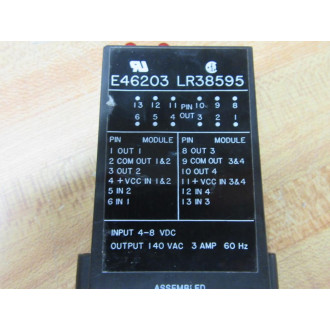 E46203 LR38595
13 12 11 PIN 10 9 8
6 5 4 OUT 3 2 1
PIN MODULE
1 OUT 1
2 COM OUT 1&2
3 OUT 2
4 +VCC IN 1&2
5 IN 2
6 IN 1
PIN MODULE
8 OUT 3
9 COM OUT 3&4
10 OUT 4
11 +VCC IN 3&4
12 IN 4
13 IN 3
INPUT 4-8 VDC
OUTPUT 140 VAC 3 AMP 60 Hz
ASSEMBLED